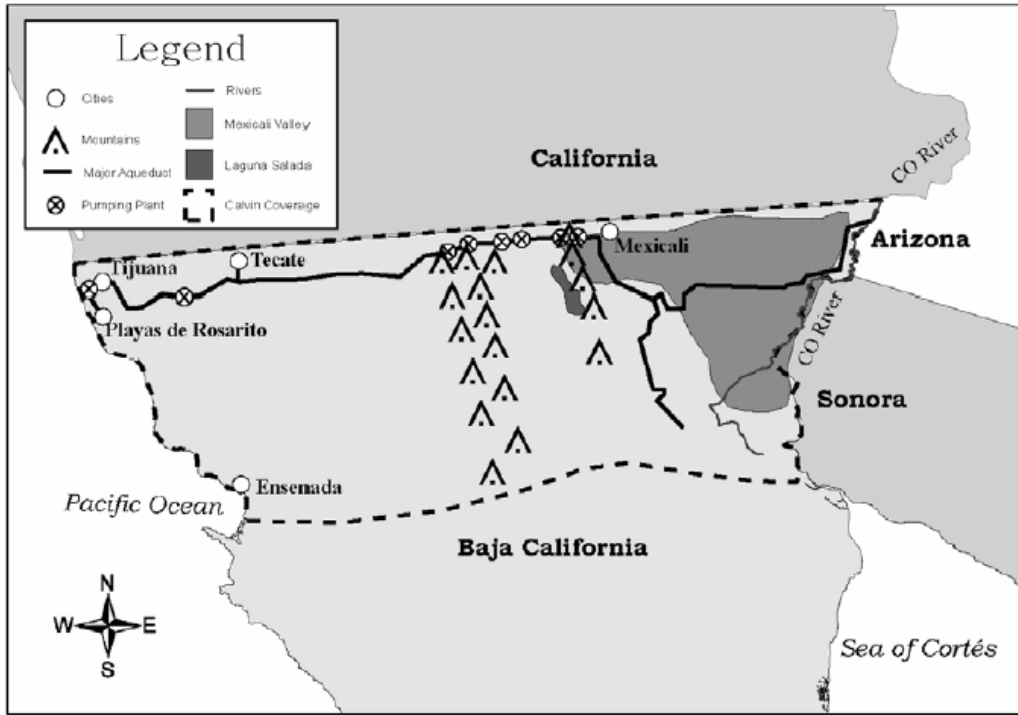 Legend
Cities
Mountains
Major Aqueduct
Pumping Plant
Rivers
Mexicali Valley
Laguna Salada
Calvin Coverage
California
CO River
Arizona
Mexicali
Tijuana
Tecate
Playas de Rosarito
CO River
Sonora
Ensenada
Pacific Ocean
Baja California
N
W E
S
Sea of Cortés